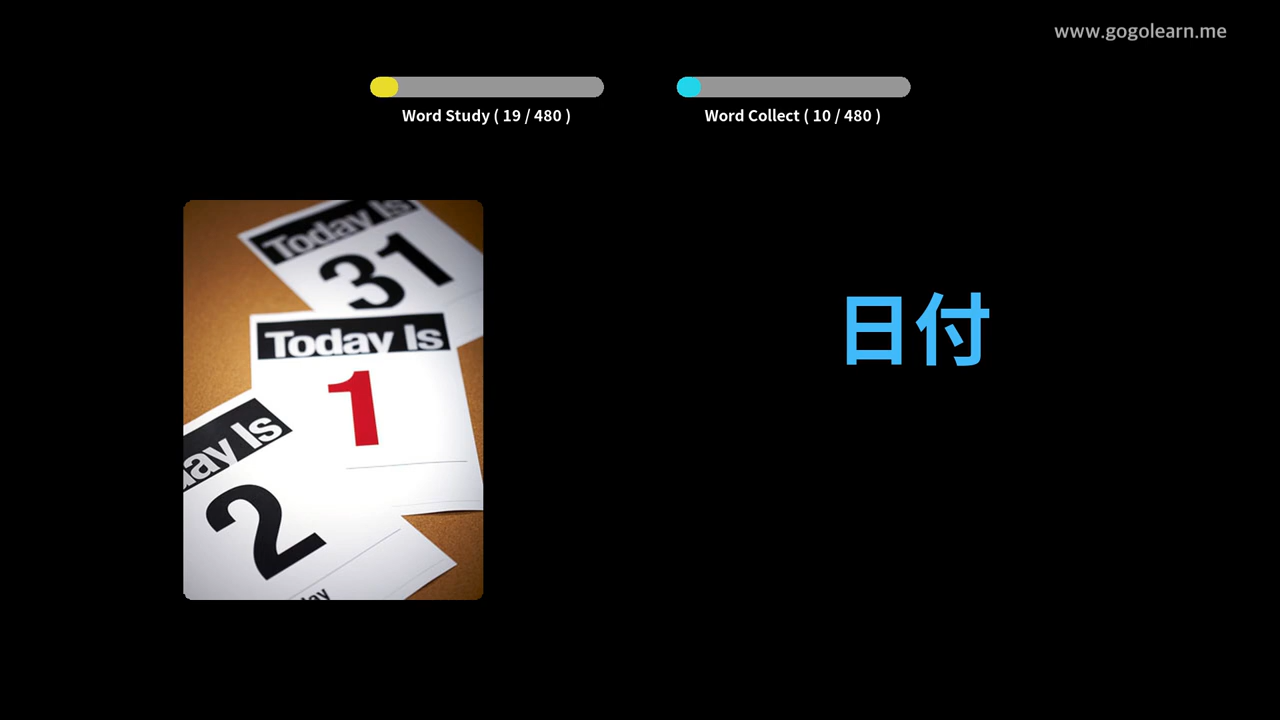 www.gogolearn.me
Word Study ( 19 / 480 )
Word Collect ( 10 / 480 )
Today Is
31
Today Is
1
ay Is
2
日付